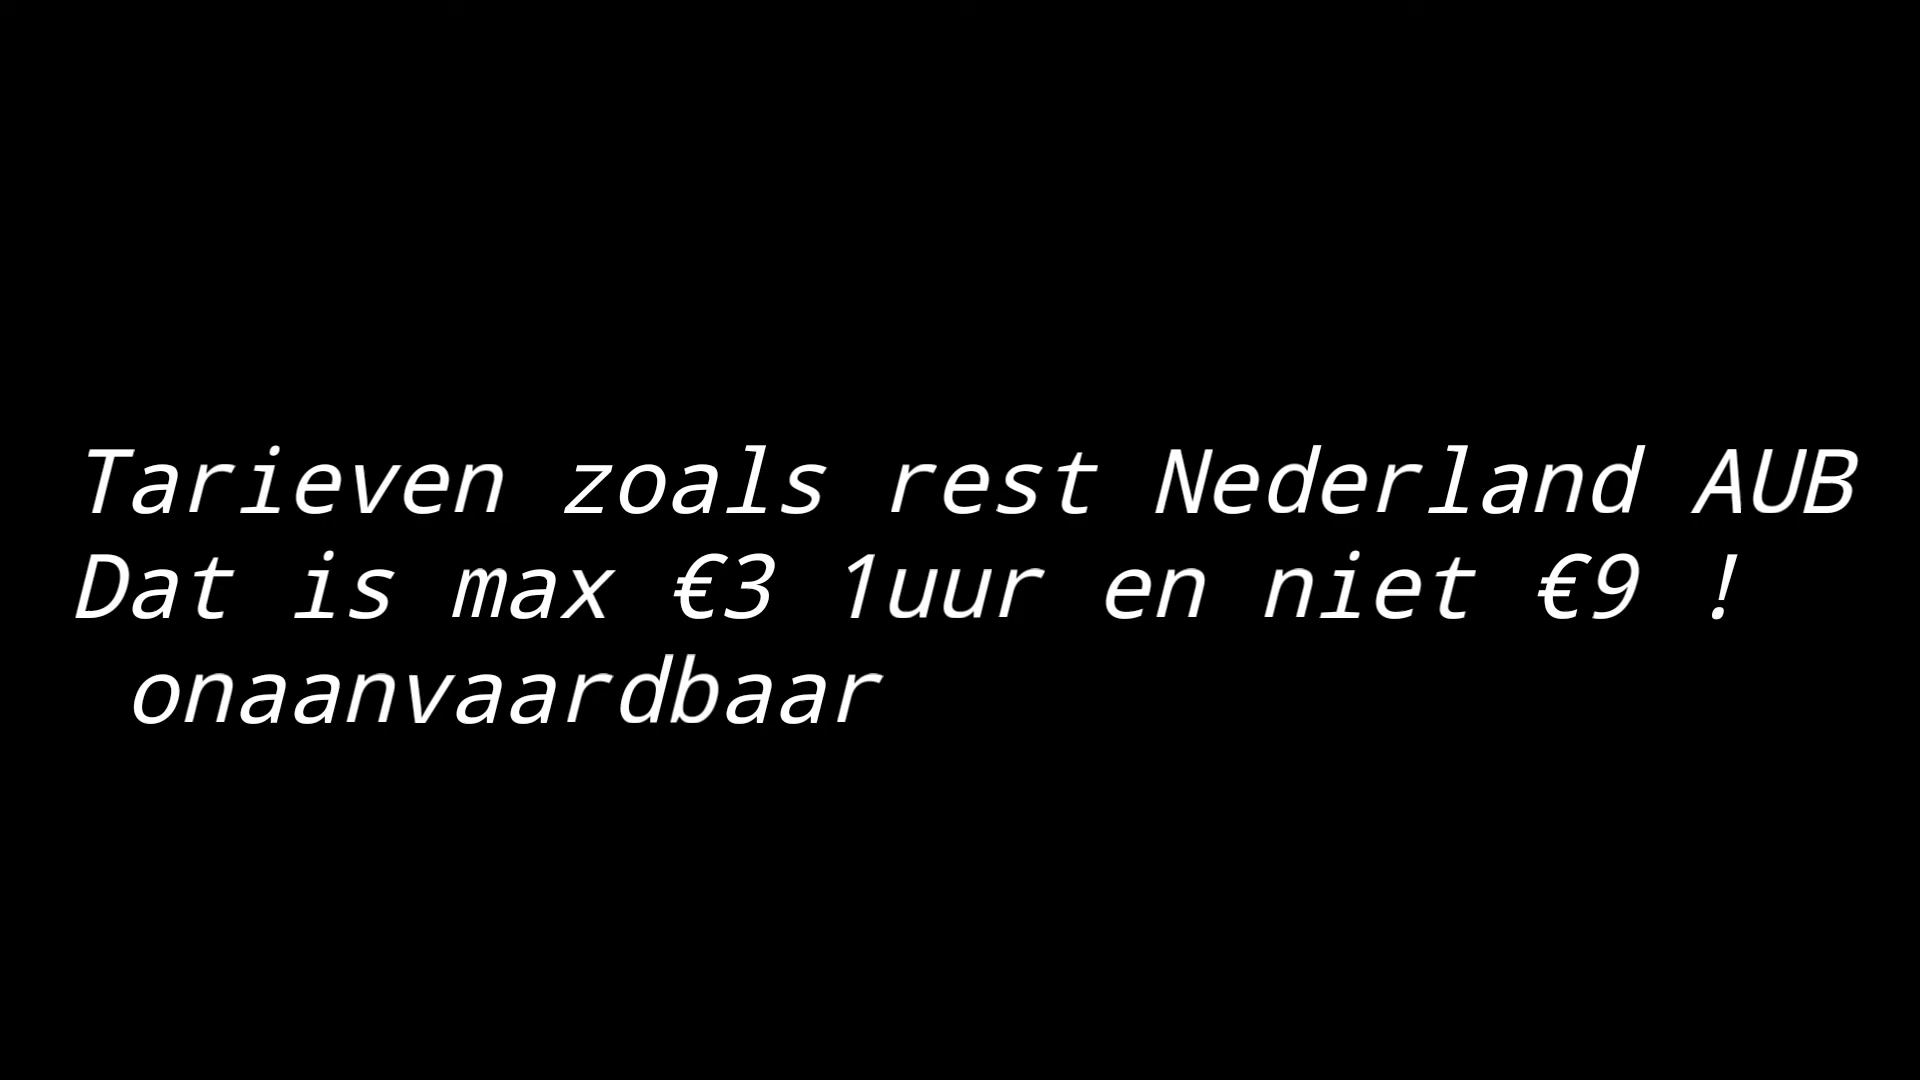 Tarieven zoals rest Nederland AUB
Dat is max €3 1uur en niet €9 !
onaanvaardbaar